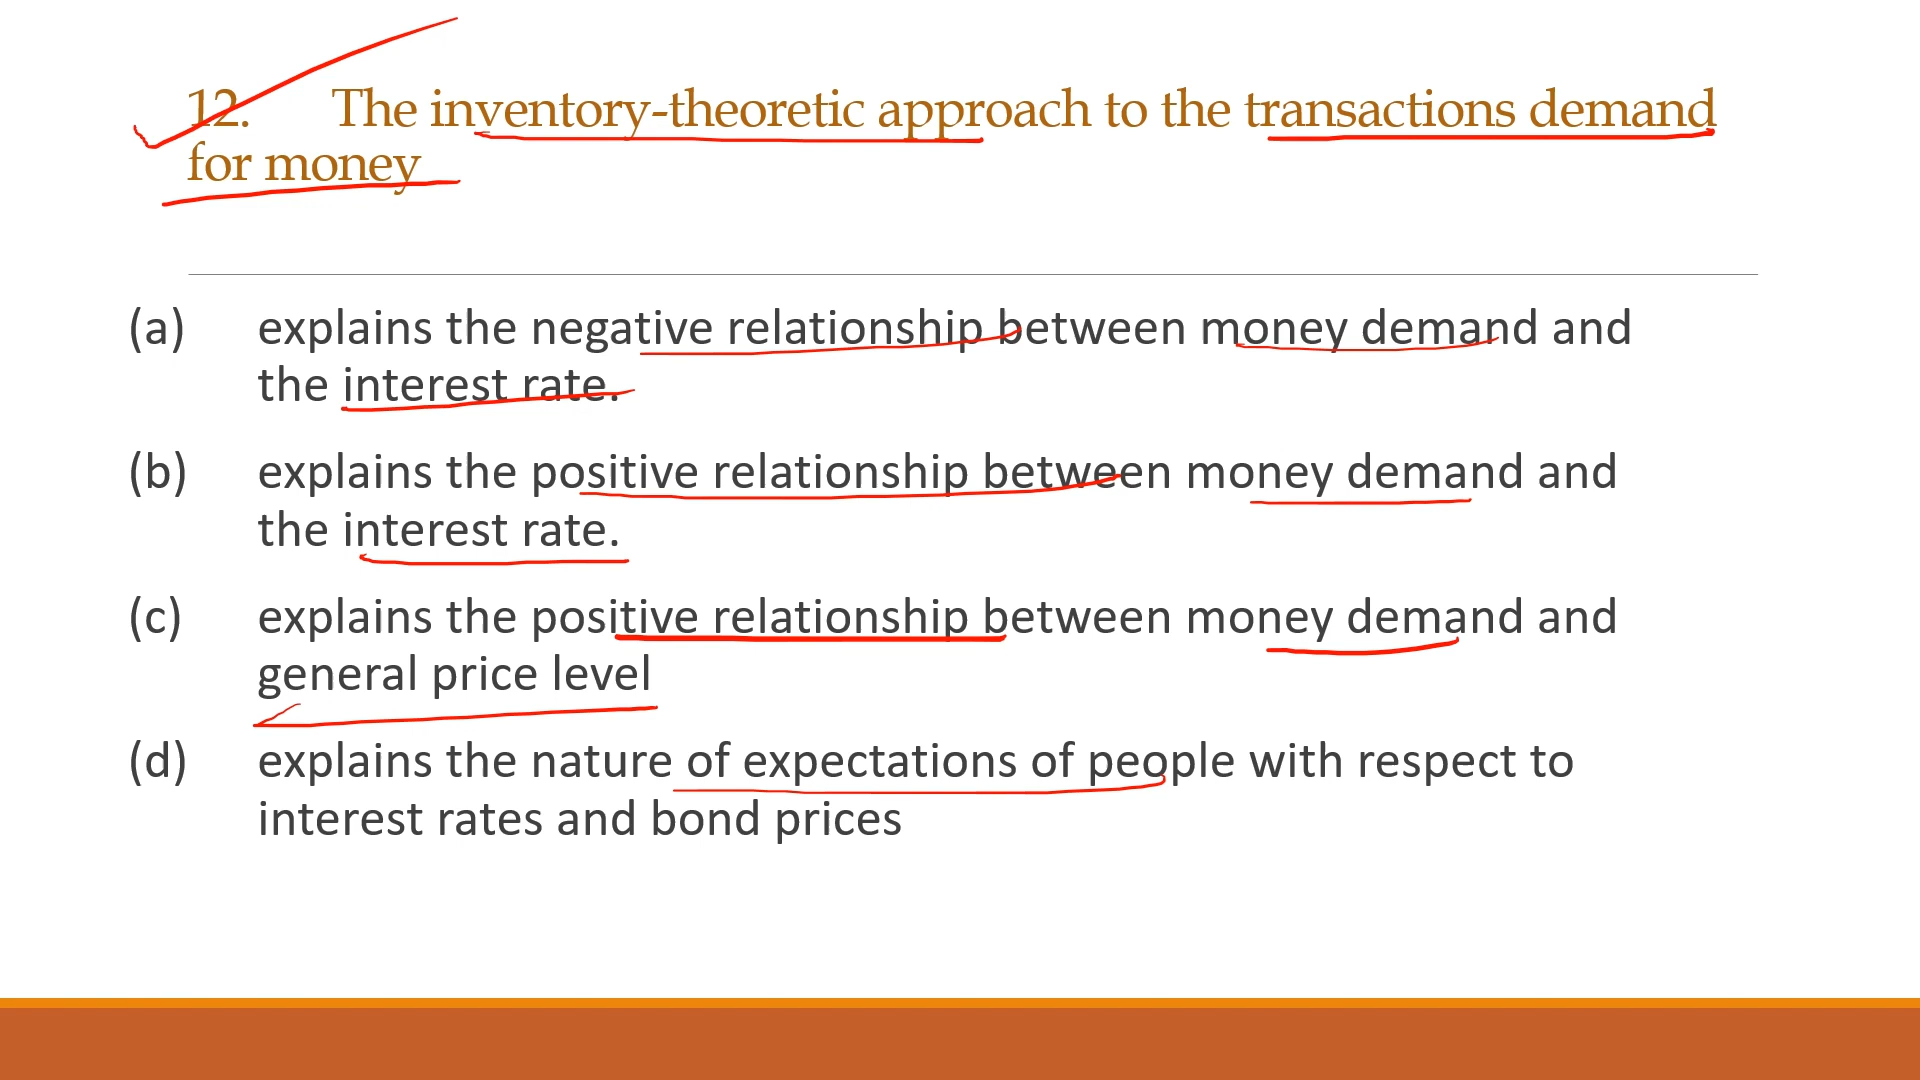 12. The inventory-theoretic approach to the transactions demand
for money
(a) explains the negative relationship between money demand and
the interest rate.
(b) explains the positive relationship between money demand and
the interest rate.
(c) explains the positive relationship between money demand and
general price level
(d) explains the nature of expectations of people with respect to
interest rates and bond prices